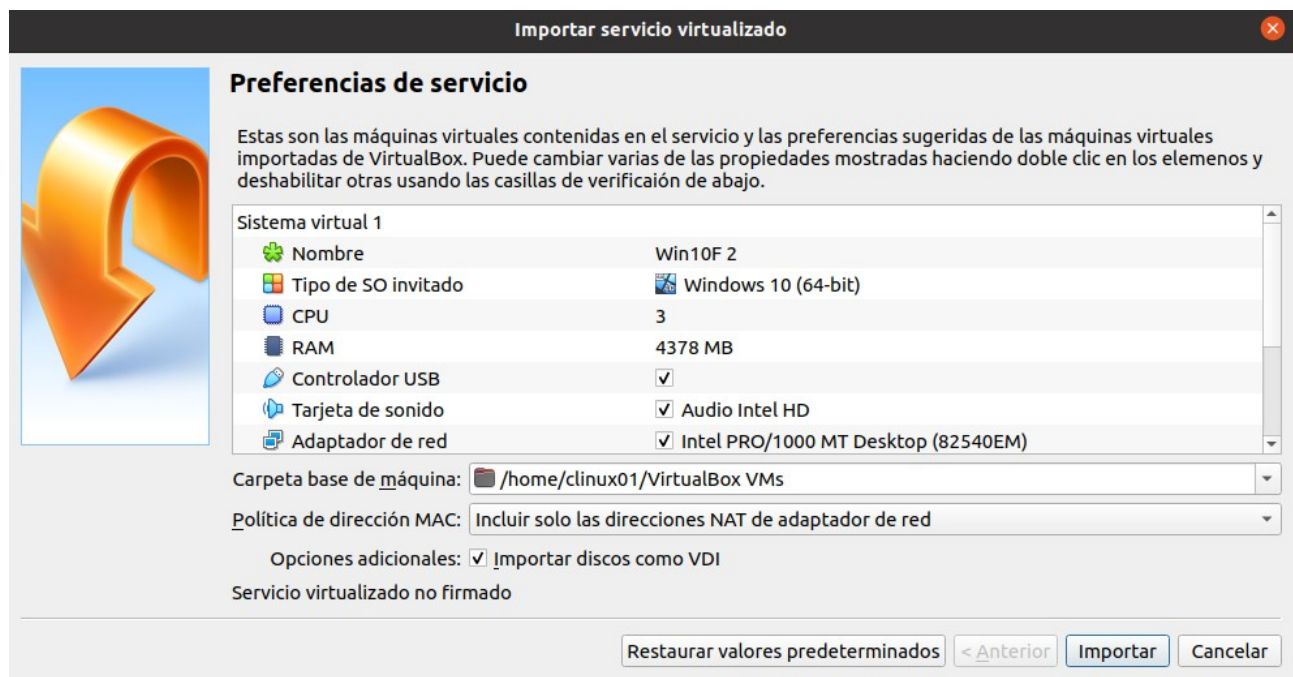 Importar servicio virtualizado
Preferencias de servicio
Estas son las máquinas virtuales contenidas en el servicio y las preferencias sugeridas de las máquinas virtuales
importadas de VirtualBox. Puede cambiar varias de las propiedades mostradas haciendo doble clic en los elemenos y
deshabilitar otras usando las casillas de verificaión de abajo.
Sistema virtual 1
Nombre Win10F 2
Tipo de SO invitado Windows 10 (64-bit)
CPU 3
RAM 4378 MB
Controlador USB
Tarjeta de sonido Audio Intel HD
Adaptador de red Intel PRO/1000 MT Desktop (82540EM)
Carpeta base de máquina: /home/clinux01/VirtualBox VMs
Política de dirección MAC: Incluir solo las direcciones NAT de adaptador de red
Opciones adicionales: Importar discos como VDI
Servicio virtualizado no firmado
Restaurar valores predeterminados < Anterior Importar Cancelar